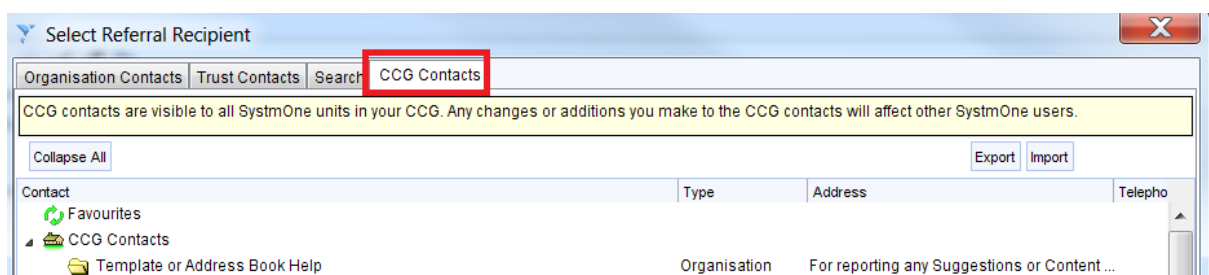 Select Referral Recipient
Organisation Contacts Trust Contacts Search CCG Contacts
CCG contacts are visible to all SystmOne units in your CCG. Any changes or additions you make to the CCG contacts will affect other SystmOne users.
Collapse All Export Import
Contact Type Address Telepho
Favourites
CCG Contacts
Template or Address Book Help Organisation For reporting any Suggestions or Content ...